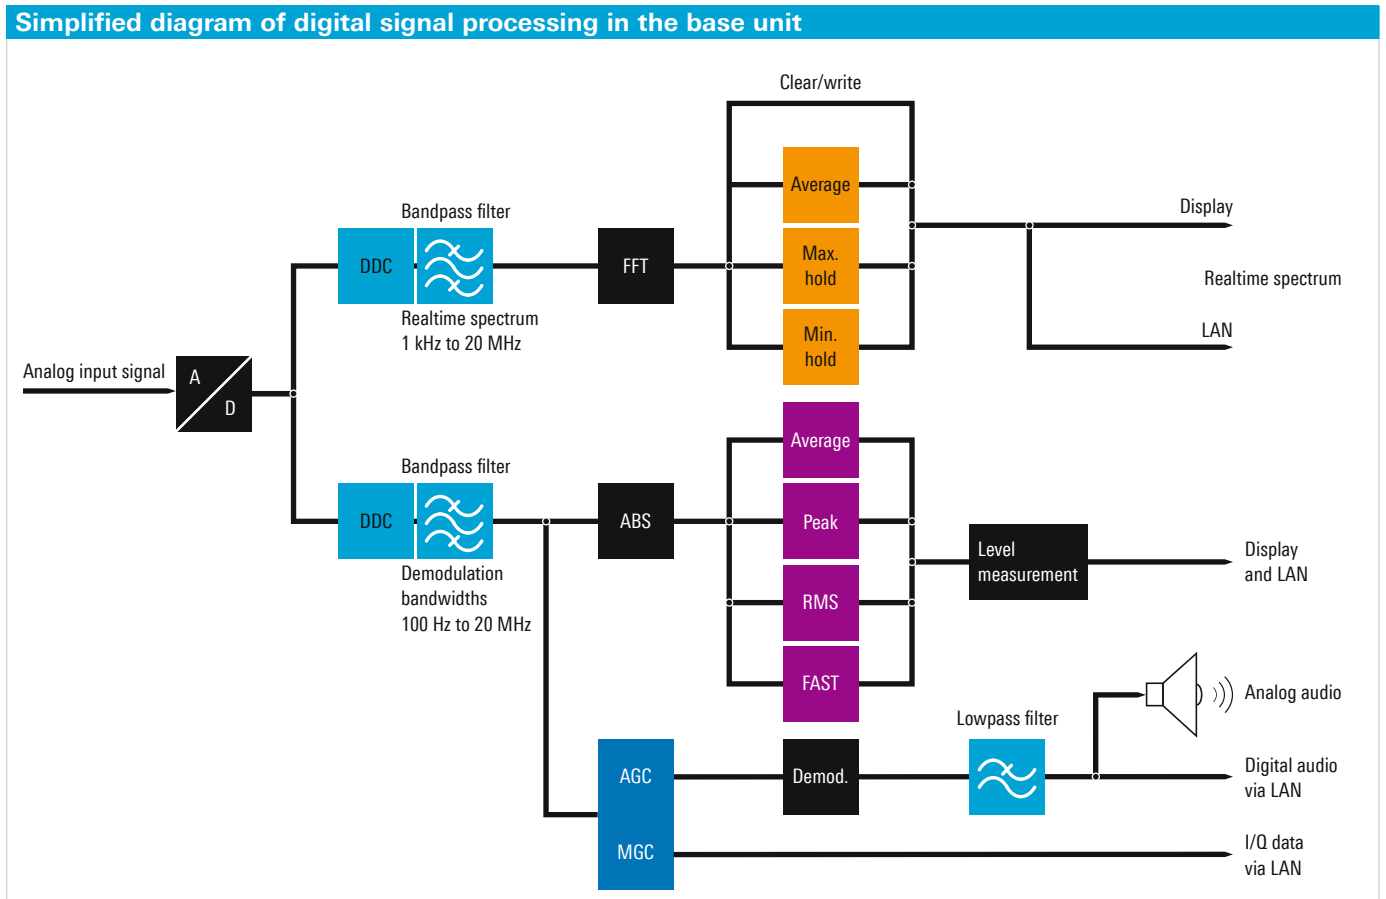 Simplified diagram of digital signal processing in the base unit
Clear/write
Average
Bandpass filter
Display
DDC
FFT
Max.
hold
Realtime spectrum
Realtime spectrum
1 kHz to 20 MHz
Min.
hold
LAN
Analog input signal
A
D
Average
Bandpass filter
DDC
ABS
Peak
Level
measurement
Display
and LAN
Demodulation
bandwidths
100 Hz to 20 MHz
RMS
FAST
Analog audio
Lowpass filter
AGC
Demod.
Digital audio
via LAN
MGC
I/Q data
via LAN